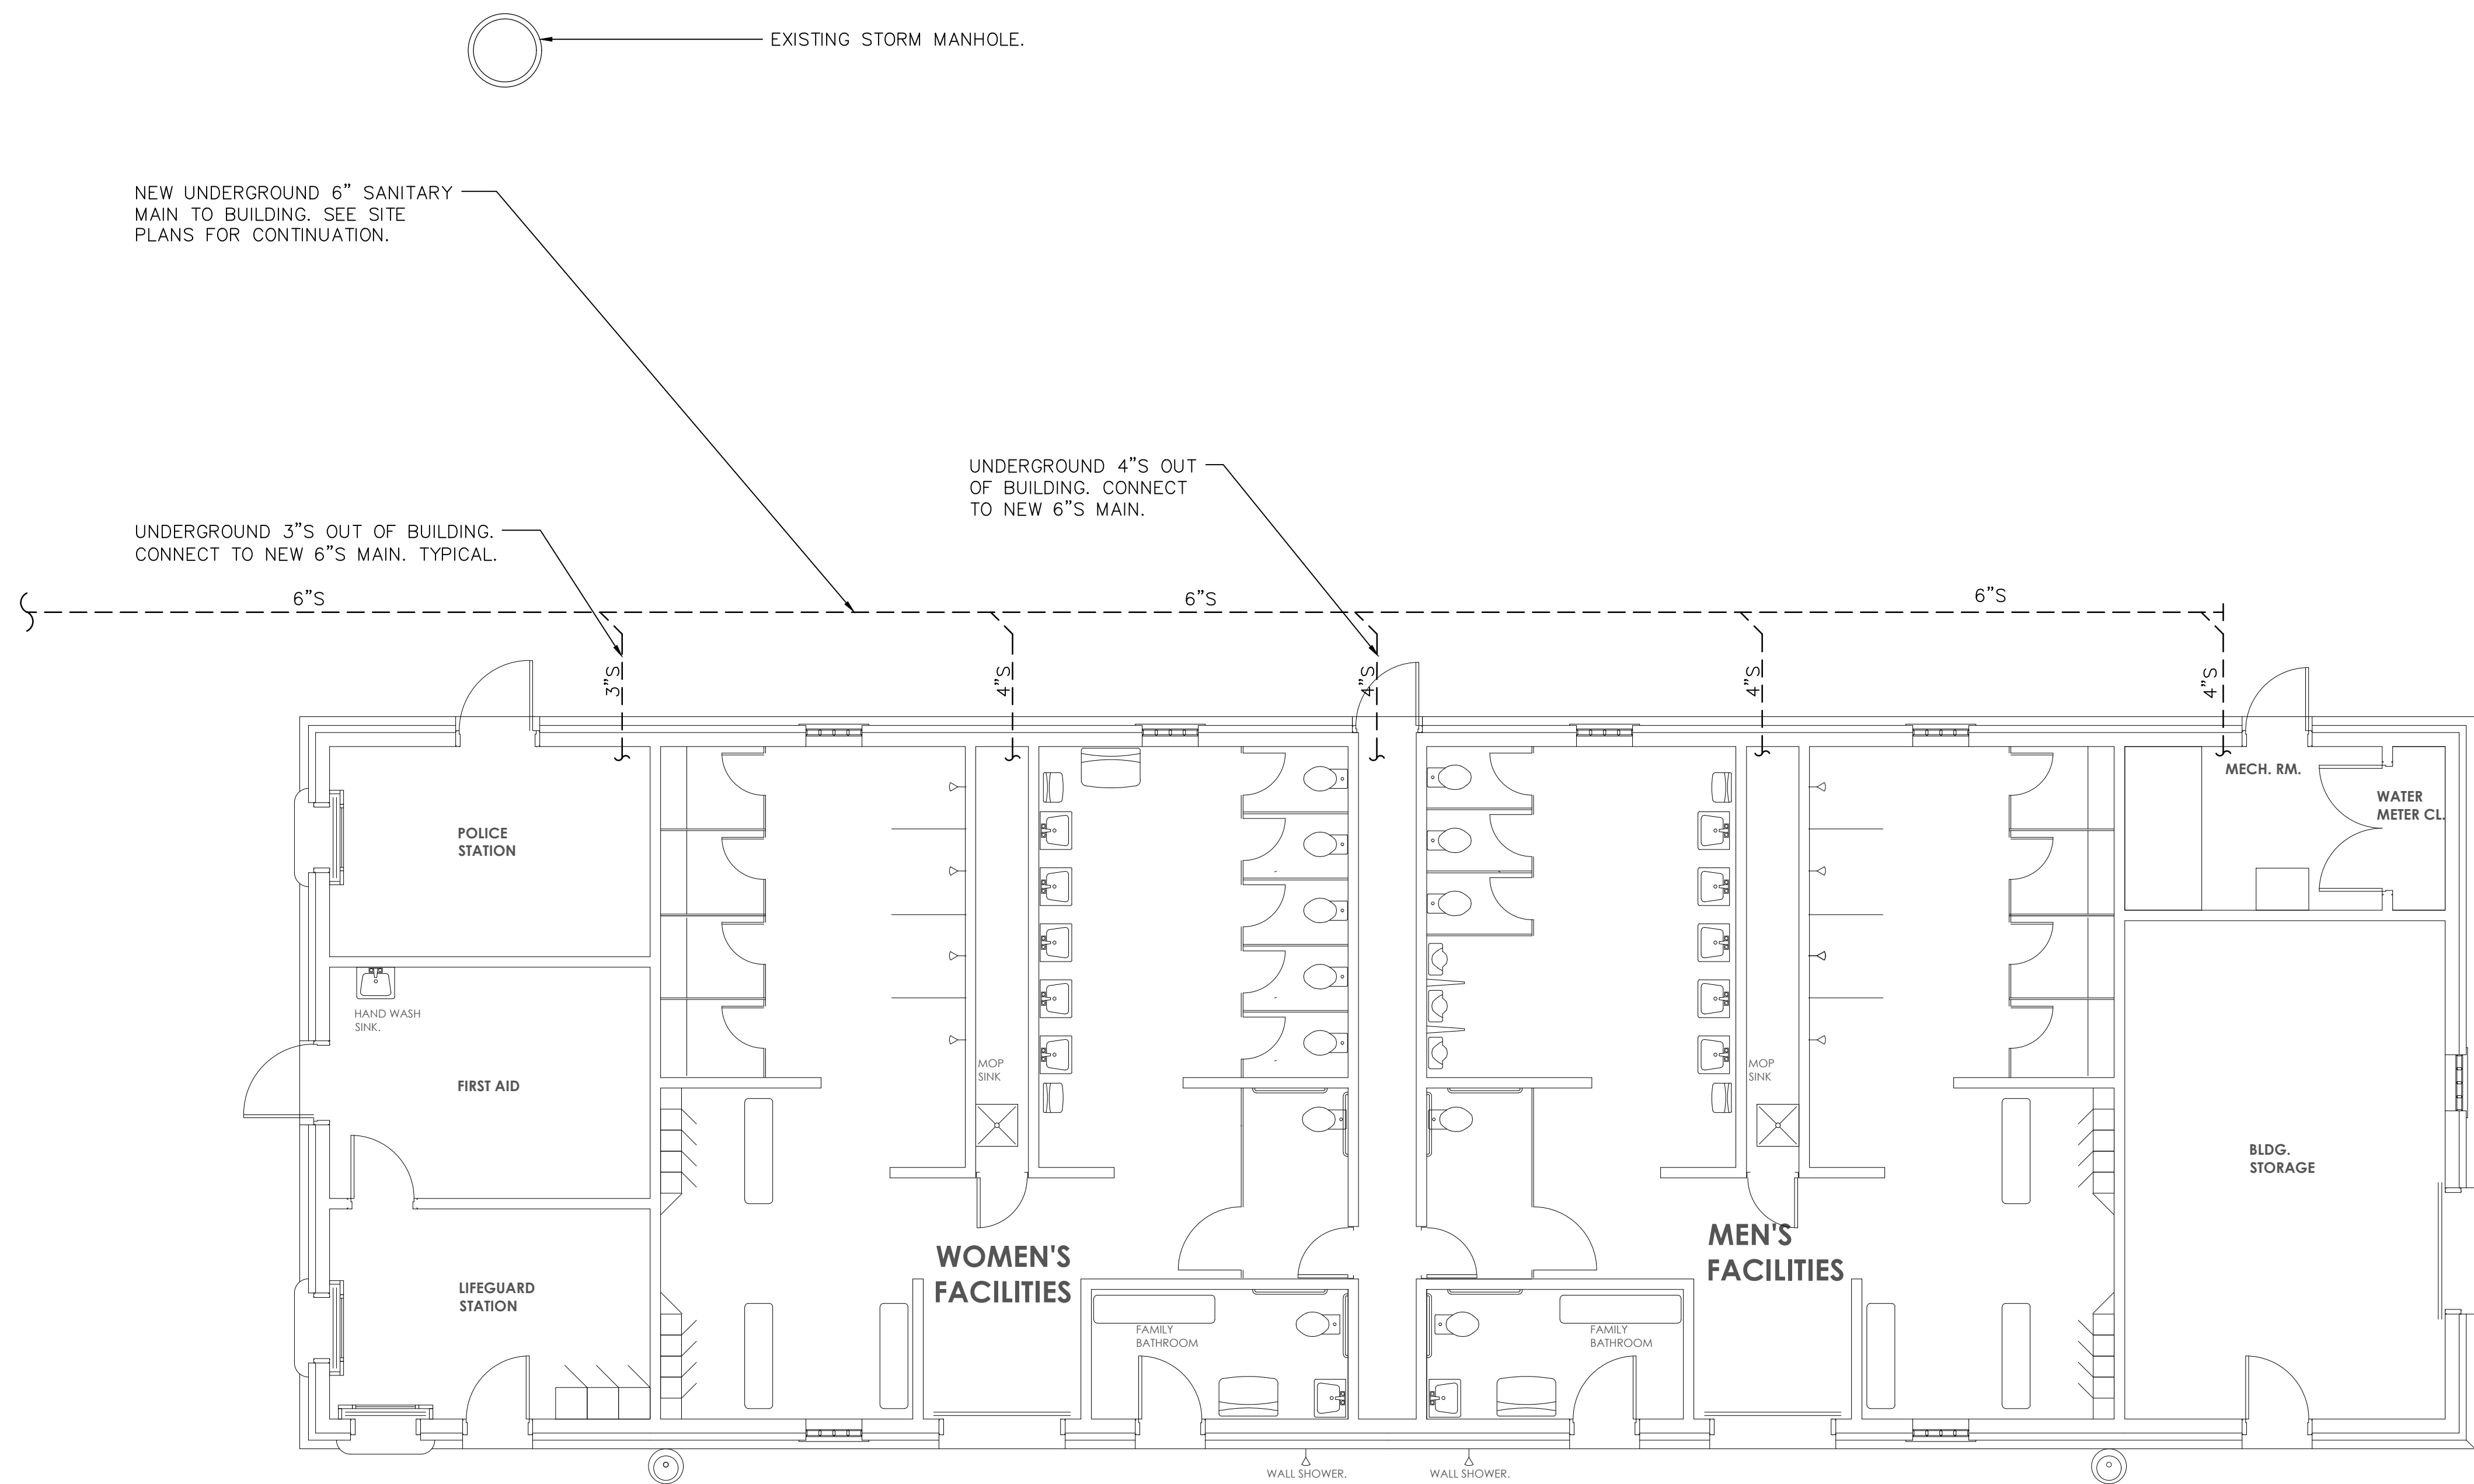 EXISTING STORM MANHOLE.
NEW UNDERGROUND 6" SANITARY
MAIN TO BUILDING. SEE SITE
PLANS FOR CONTINUATION.
UNDERGROUND 4"S OUT
OF BUILDING. CONNECT
TO NEW 6"S MAIN.
UNDERGROUND 3"S OUT OF BUILDING.
CONNECT TO NEW 6"S MAIN. TYPICAL.
6"S
6"S
6"S
3"S
4"S
4"S
4"S
4"S
MECH. RM.
WATER
METER CL.
POLICE
STATION
HAND WASH
SINK.
FIRST AID
MOP
SINK
MOP
SINK
BLDG.
STORAGE
WOMEN'S
FACILITIES
MEN'S
FACILITIES
LIFEGUARD
STATION
FAMILY
BATHROOM
FAMILY
BATHROOM
WALL SHOWER.
WALL SHOWER.